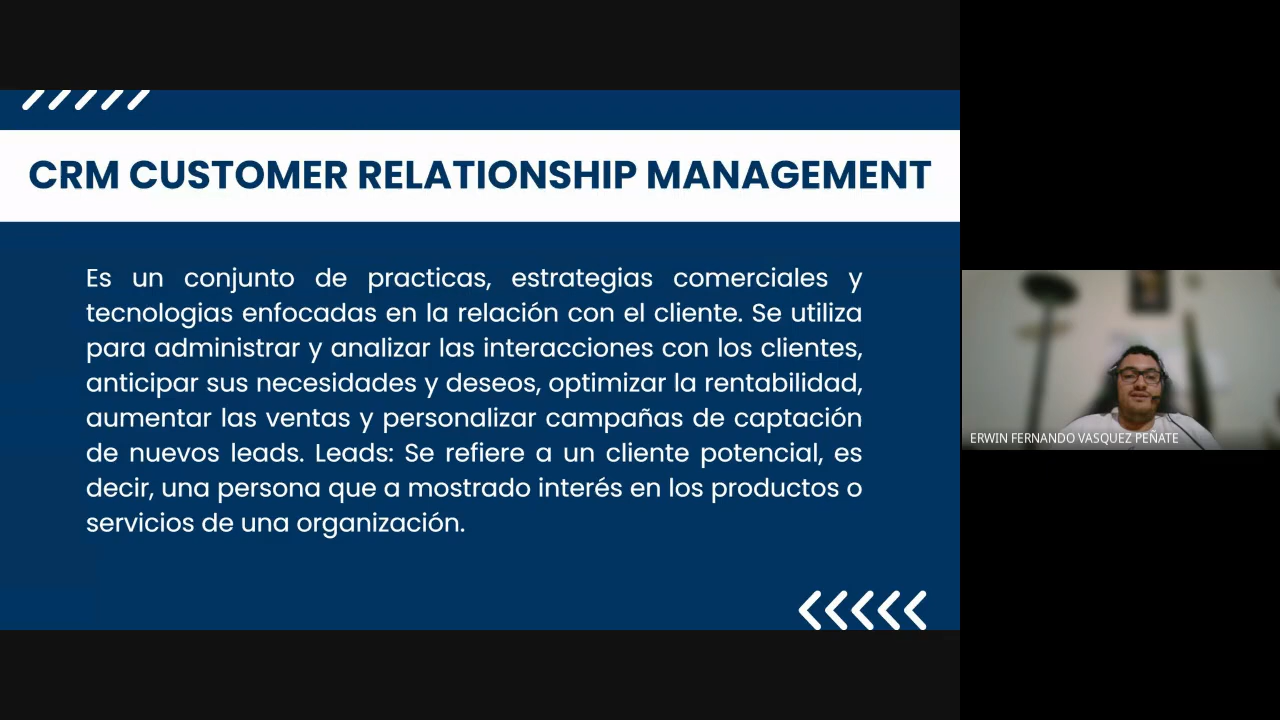 CRM CUSTOMER RELATIONSHIP MANAGEMENT
Es un conjunto de practicas, estrategias comerciales y
tecnologias enfocadas en la relación con el cliente. Se utiliza
para administrar y analizar las interacciones con los clientes,
anticipar sus necesidades y deseos, optimizar la rentabilidad,
aumentar las ventas y personalizar campañas de captación
de nuevos leads. Leads: Se refiere a un cliente potencial, es
decir, una persona que a mostrado interés en los productos o
servicios de una organización.
ERWIN FERNANDO VASQUEZ PEÑATE